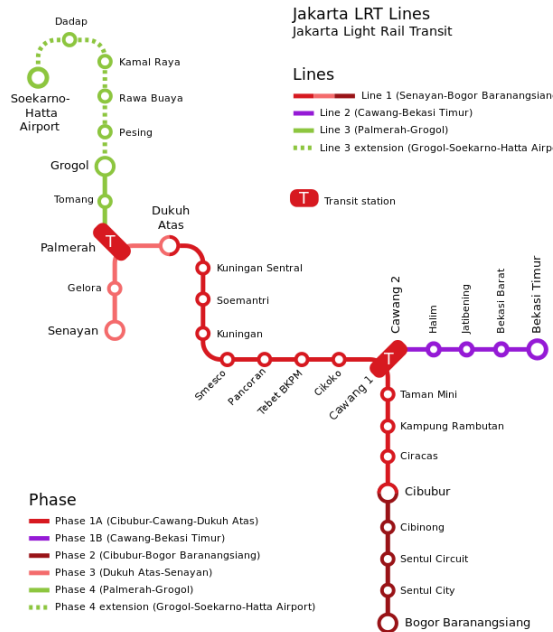 Jakarta LRT Lines
Jakarta Light Rail Transit
Lines
Line 1 (Senayan-Bogor Baranangsiang
Line 2 (Cawang-Bekasi Timur)
Line 3 (Palmerah-Grogol)
Line 3 extension (Grogol-Soekarno-Hatta Airp
T Transit station
Dadap
Kamal Raya
Soekarno-
Hatta
Airport
Rawa Buaya
Pesing
Grogol
Tomang
Dukuh
Atas
Palmerah
T
Kuningan Sentral
Gelora
Soemantri
Senayan
Kuningan
Smesco
Pancoran
Tebet BKPM
Cikoko
Cawang 1
T
Cawang 2
Halim
Jatibening
Bekasi Barat
Bekasi Timur
Taman Mini
Kampung Rambutan
Ciracas
Cibubur
Cibinong
Sentul Circuit
Sentul City
Bogor Baranangsiang
Phase
Phase 1A (Cibubur-Cawang-Dukuh Atas)
Phase 1B (Cawang-Bekasi Timur)
Phase 2 (Cibubur-Bogor Baranangsiang)
Phase 3 (Dukuh Atas-Senayan)
Phase 4 (Palmerah-Grogol)
Phase 4 extension (Grogol-Soekarno-Hatta Airport)